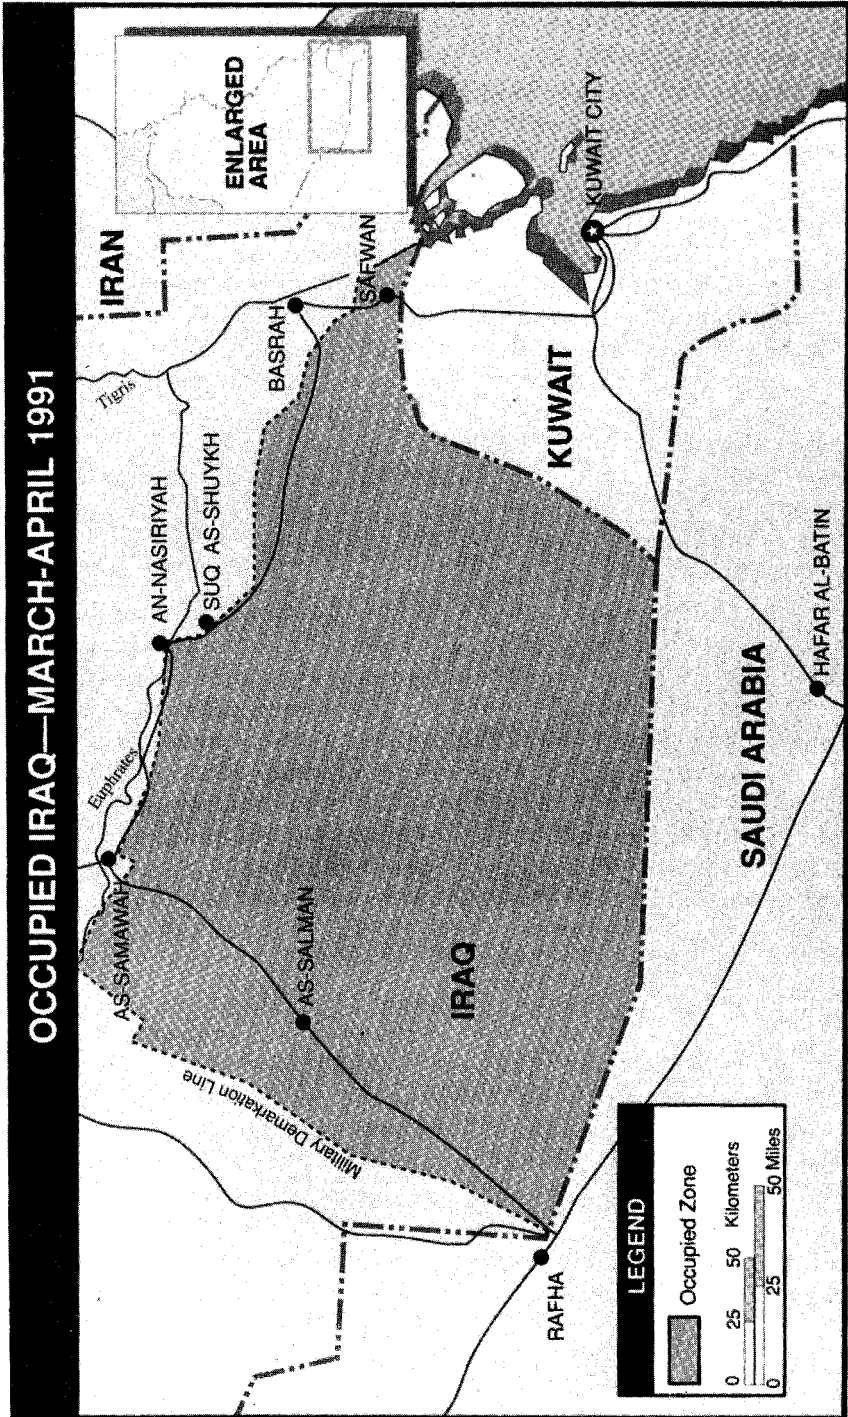 OCCUPIED IRAQ—MARCH-APRIL 1991
IRAN
ENLARGED
AREA
Tigris
AN-NASIRIYAH
SUQ AS-SHUYKH
BASRAH
SAFWAN
Euphrates
AS-SAMAWAH
AS-SALMAN
Military Demarkation Line
IRAQ
KUWAIT
KUWAIT CITY
SAUDI ARABIA
HAFAR AL-BATIN
RAFHA
LEGEND
Occupied Zone
0 25 50 Kilometers
0 25 50 Miles